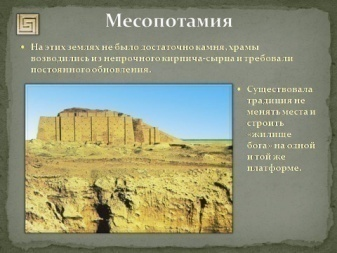 Месопотамия
На этих землях не было достаточно камня, храмы
возводились из непрочного кирпича-сырца и требовали
постоянного обновления.
Существовала
традиция не
менять места и
строить
«жилище
бога» на одной
и той же
платформе.